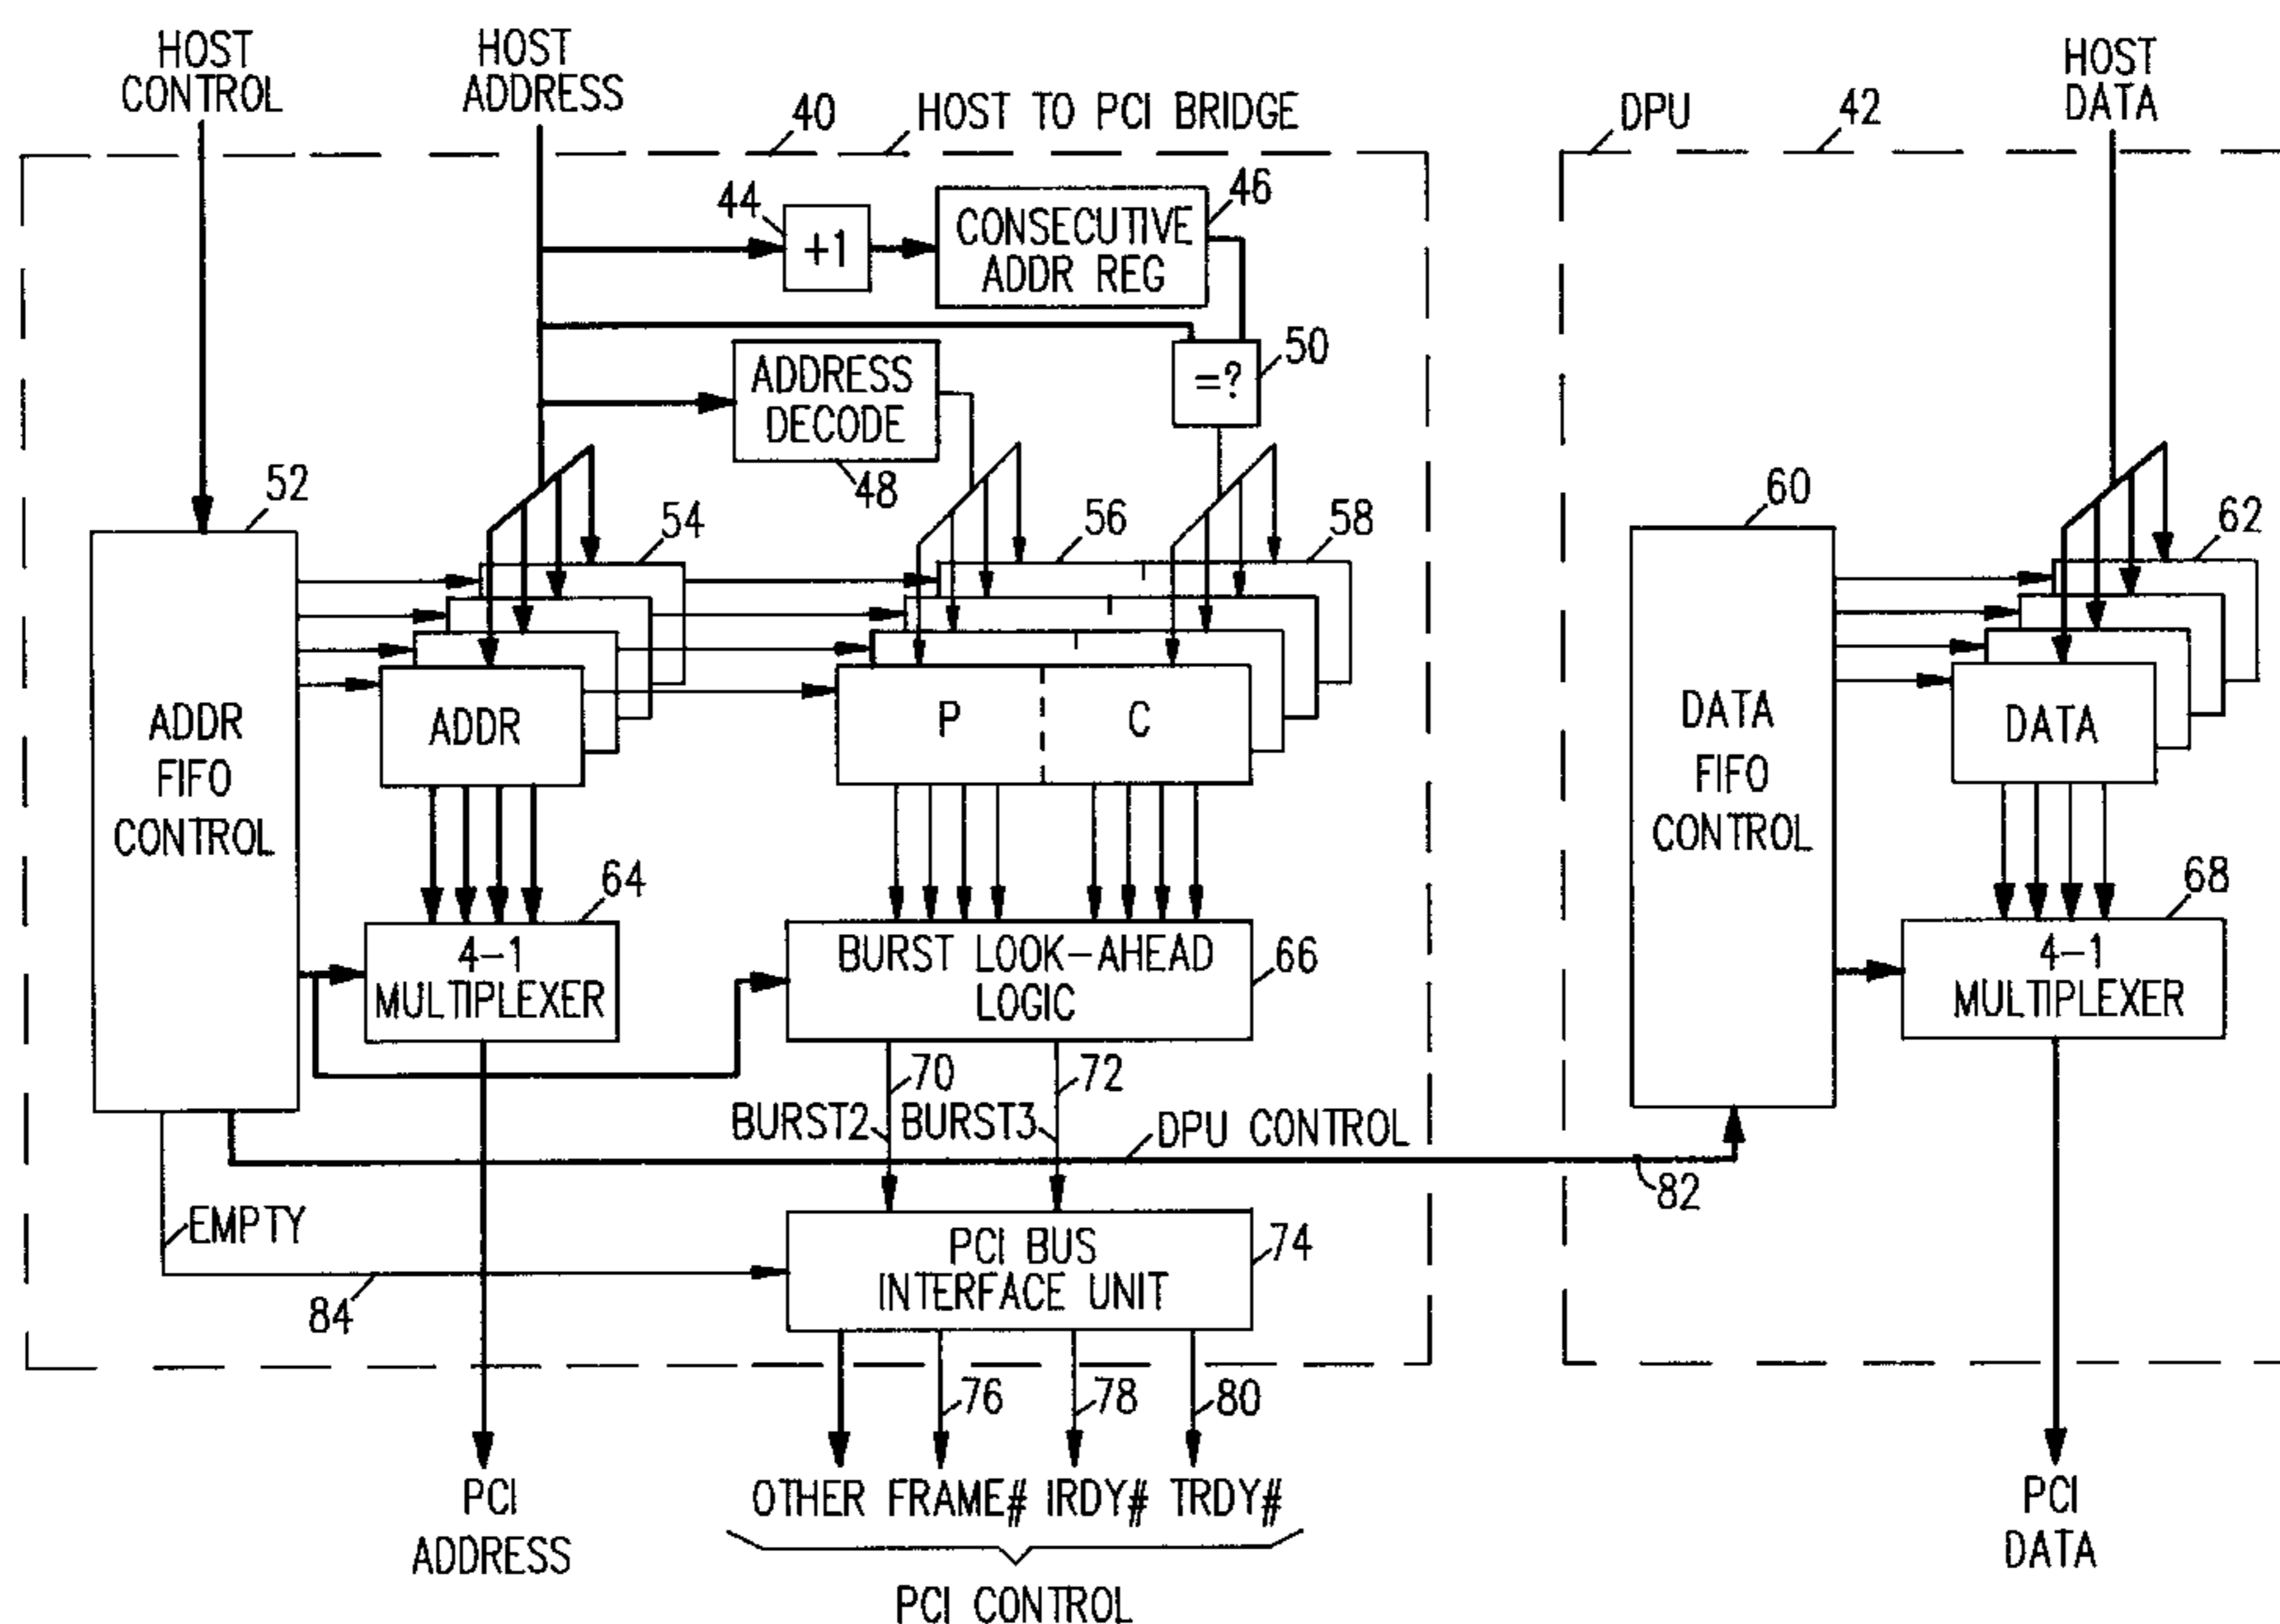 HOST
CONTROL
HOST
ADDRESS
40
HOST TO PCI BRIDGE
DPU
42
HOST
DATA
44
+1
CONSECUTIVE
ADDR REG
46
ADDRESS
DECODE
48
=?
50
52
54
56
58
60
62
ADDR
FIFO
CONTROL
ADDR
P
C
DATA
FIFO
CONTROL
DATA
64
4-1
MULTIPLEXER
BURST LOOK-AHEAD
LOGIC
66
68
4-1
MULTIPLEXER
70
72
BURST2
BURST3
DPU CONTROL
82
EMPTY
84
PCI BUS
INTERFACE UNIT
74
76
78
80
PCI
ADDRESS
OTHER FRAME# IRDY# TRDY#
PCI CONTROL
PCI
DATA